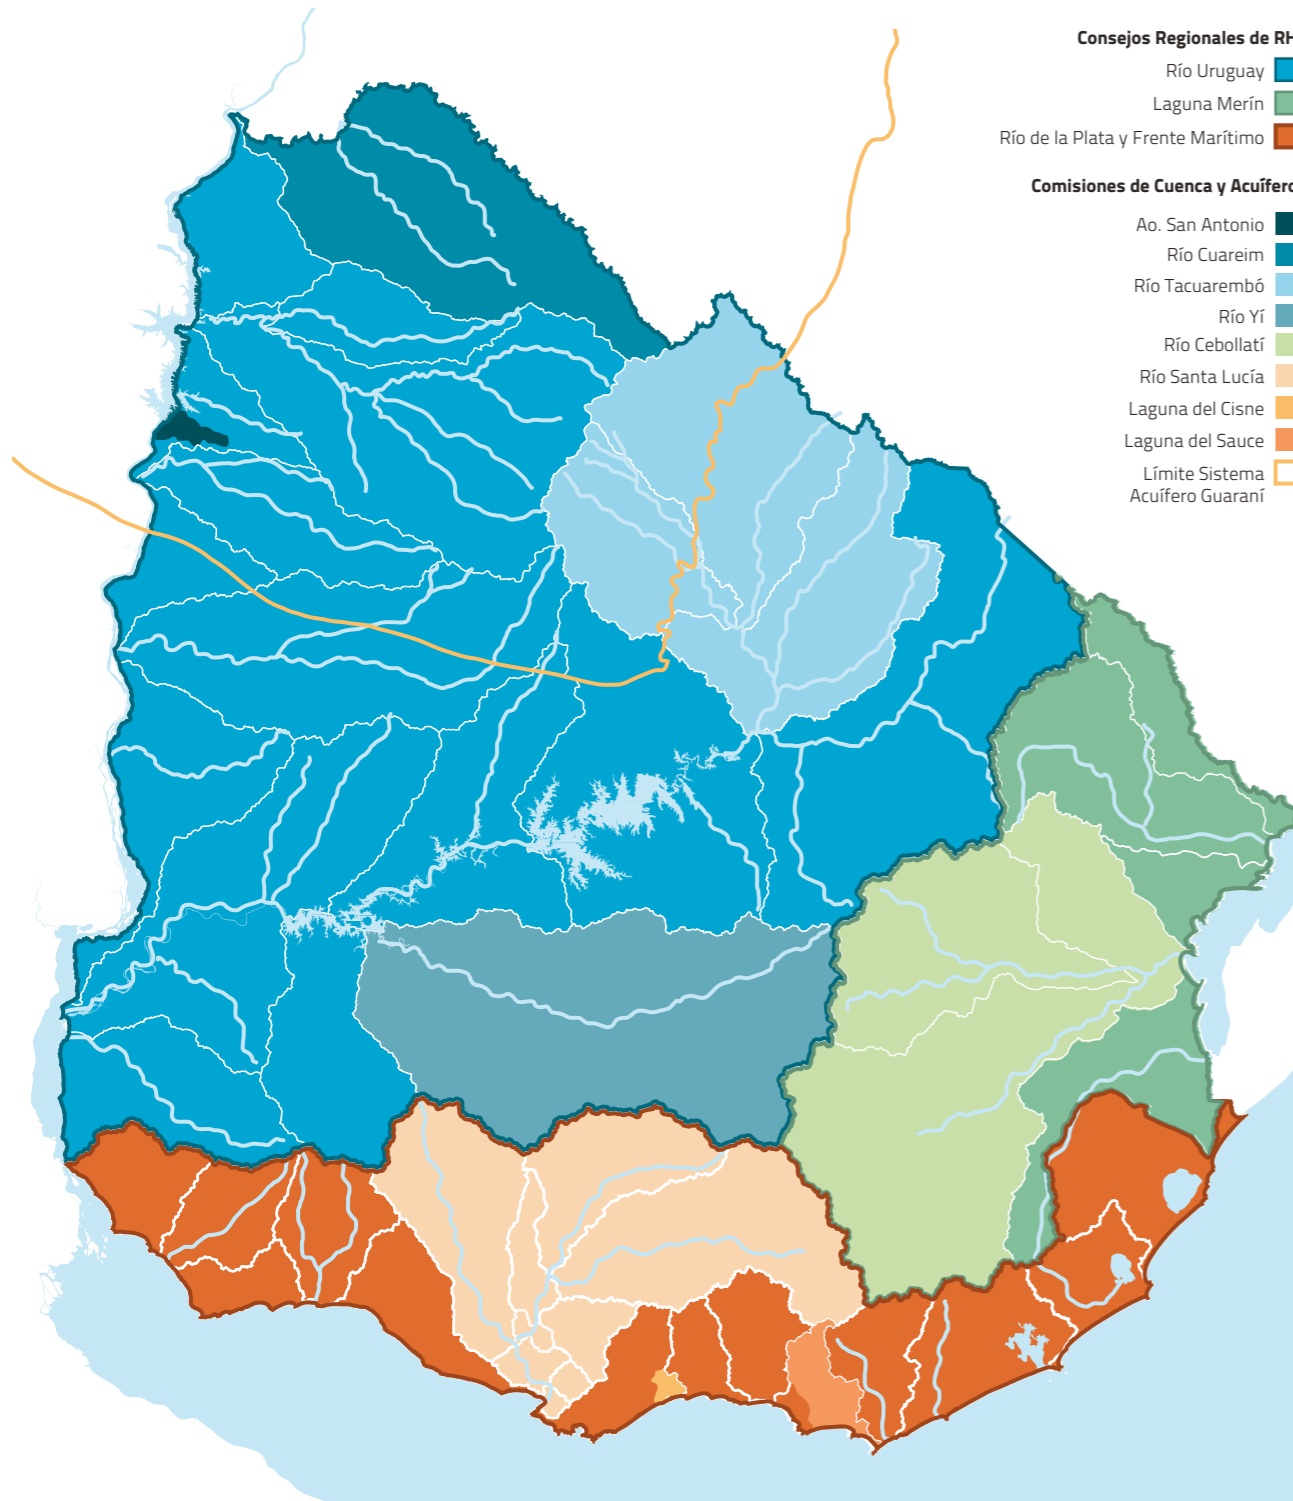 Consejos Regionales de RH
Río Uruguay
Laguna Merín
Río de la Plata y Frente Marítimo
Comisiones de Cuenca y Acuífero
Ao. San Antonio
Río Cuareim
Río Tacuarembó
Río Yí
Río Cebollatí
Río Santa Lucía
Laguna del Cisne
Laguna del Sauce
Límite Sistema
Acuífero Guaraní